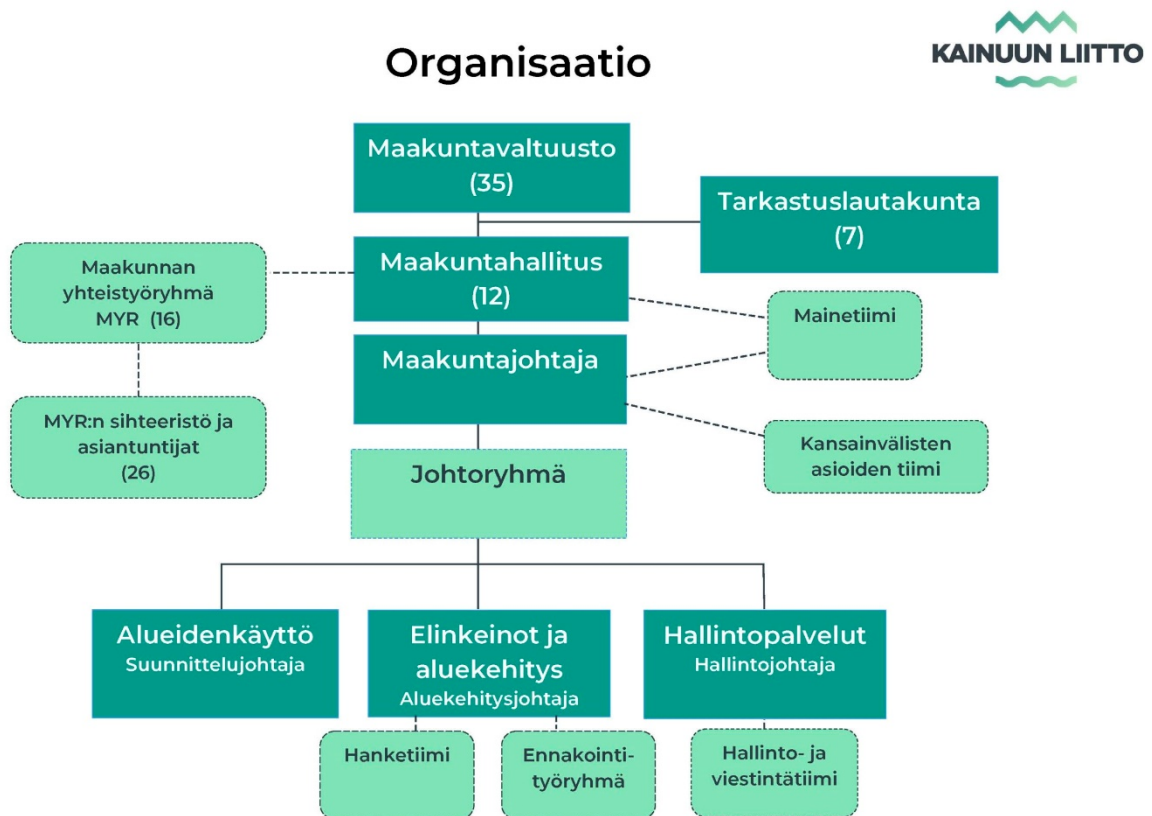 KAINUUN LIITTO
Organisaatio
Maakuntavaltuusto
(35)
Tarkastuslautakunta
(7)
Maakunnan
yhteistyöryhmä
MYR (16)
Maakuntahallitus
(12)
Mainetiimi
Maakuntajohtaja
MYR:n sihteeristö ja
asiantuntijat
(26)
Kansainvälisten
asioiden tiimi
Johtoryhmä
Alueidenkäyttö
Suunnittelujohtaja
Elinkeinot ja
aluekehitys
Aluekehitysjohtaja
Hallintopalvelut
Hallintojohtaja
Hanketiimi
Ennakointi-
työryhmä
Hallinto- ja
viestintätiimi